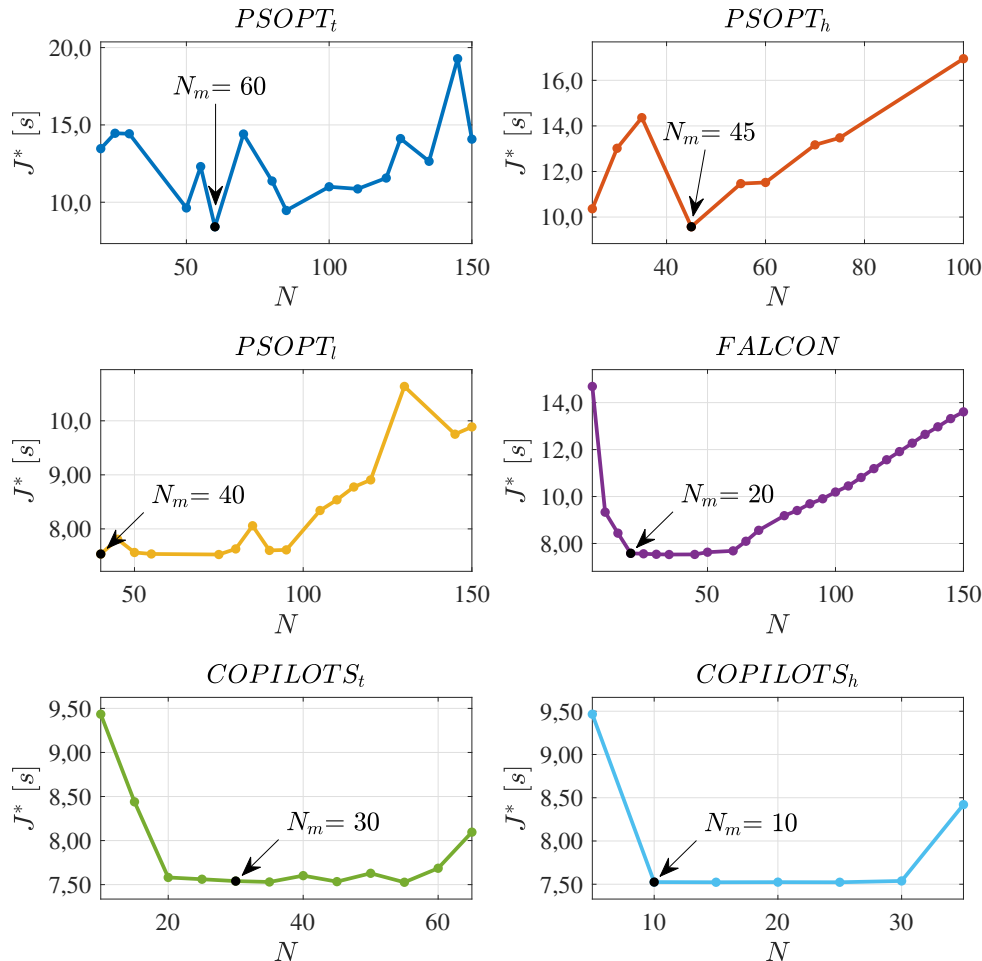 PSOPT_t
20,0
15,0
10,0
J* [s]
N_m = 60
50 100 150
N
PSOPT_h
16,0
14,0
12,0
10,0
J* [s]
N_m = 45
40 60 80 100
N
PSOPT_l
10,0
9,00
8,00
J* [s]
N_m = 40
50 100 150
N
FALCON
14,0
12,0
10,0
8,00
J* [s]
N_m = 20
50 100 150
N
COPILOTS_t
9,50
9,00
8,50
8,00
7,50
J* [s]
N_m = 30
20 40 60
N
COPILOTS_h
9,50
9,00
8,50
8,00
7,50
J* [s]
N_m = 10
10 20 30
N